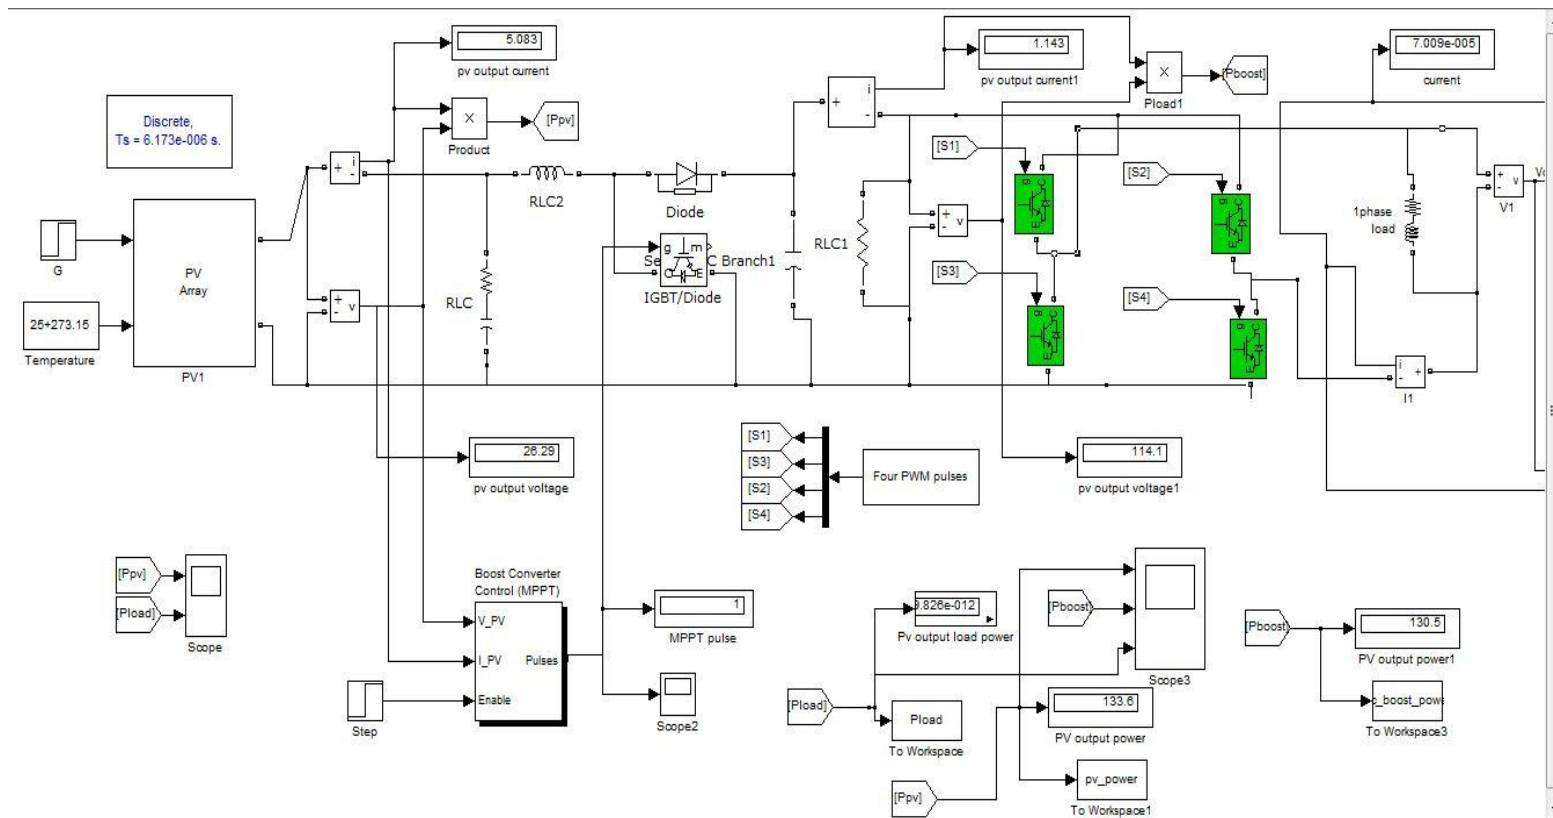 5.083
pv output current
Discrete,
Ts = 6.173e-006 s.
X
Product
[Ppv]
+
i
-
1.143
pv output current1
X
Pload1
[Pboost]
7.009e-005
current
+
i
-
[S1]
[S2]
g
C
E
g
C
E
+
-
v
V1
RLC2
Diode
1phase
load
G
PV
Array
PV1
25+273.15
Temperature
+
-
v
RLC
g
m
C
E
C Branch1
IGBT/Diode
RLC1
+
-
v
[S3]
[S4]
g
C
E
g
C
E
i
-
+
I1
26.29
pv output voltage
[S1]
[S3]
[S2]
[S4]
Four PWM pulses
114.1
pv output voltage1
[Ppv]
[Pload]
Scope
Boost Converter
Control (MPPT)
V_PV
I_PV
Pulses
Enable
Step
1
MPPT pulse
Scope2
9.826e-012
Pv output load power
[Pboost]
Scope3
[Pload]
Pload
To Workspace
133.6
PV output power
[Ppv]
pv_power
To Workspace1
[Pboost]
130.5
PV output power1
To Workspace3